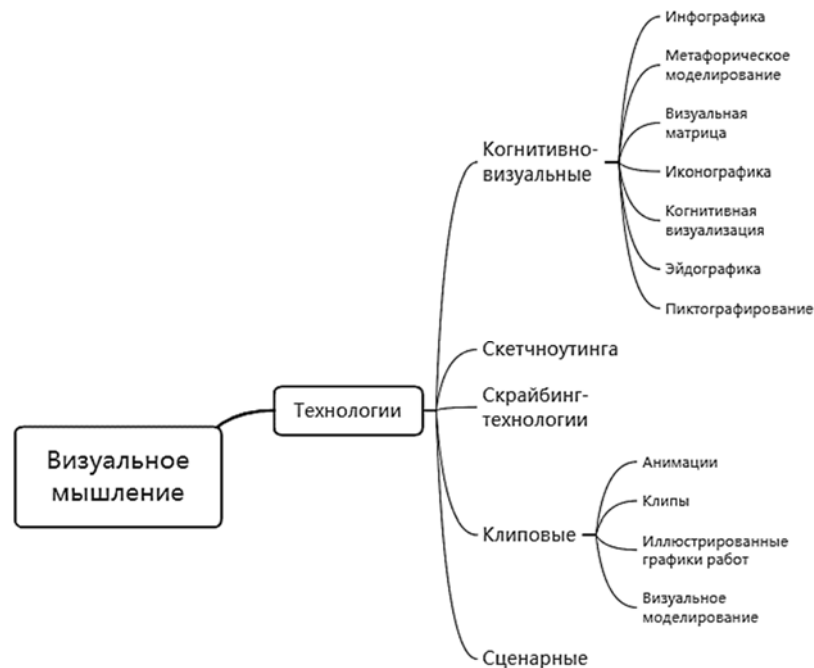 Визуальное
мышление
Технологии
Когнитивно-
визуальные
Инфографика
Метафорическое
моделирование
Визуальная
матрица
Иконографика
Когнитивная
визуализация
Эйдографика
Пиктографирование
Скетчноутинга
Скрайбинг-
технологии
Клиповые
Анимации
Клипы
Иллюстрированные
графики работ
Визуальное
моделирование
Сценарные